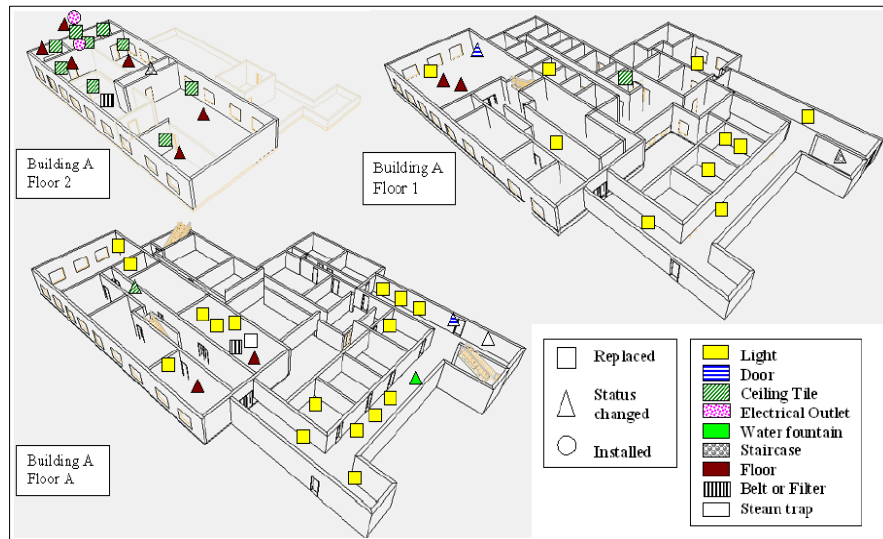 Building A
Floor 2
Building A
Floor 1
Building A
Floor A
Replaced
Status
changed
Installed
Light
Door
Ceiling Tile
Electrical Outlet
Water fountain
Staircase
Floor
Belt or Filter
Steam trap